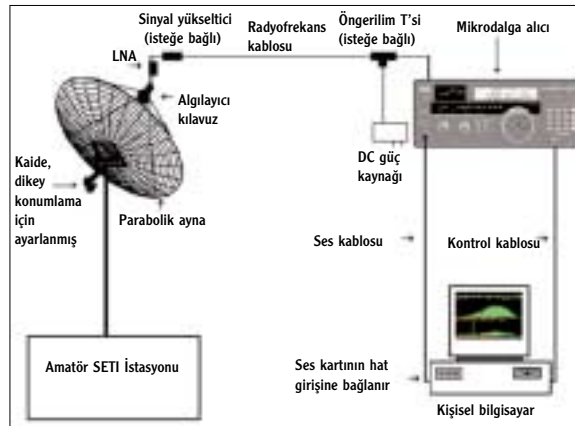 Sinyal yükseltici
(isteğe bağlı)
LNA
Radyofrekans
kablosu
Öngerilim T'si
(isteğe bağlı)
Mikrodalga alıcı
Algılayıcı
kılavuz
DC güç
kaynağı
Kaide,
dikey
konumlama
için
ayarlanmış
Parabolik ayna
Ses kablosu
Kontrol kablosu
Amatör SETI İstasyonu
Ses kartının hat
girişine bağlanır
Kişisel bilgisayar